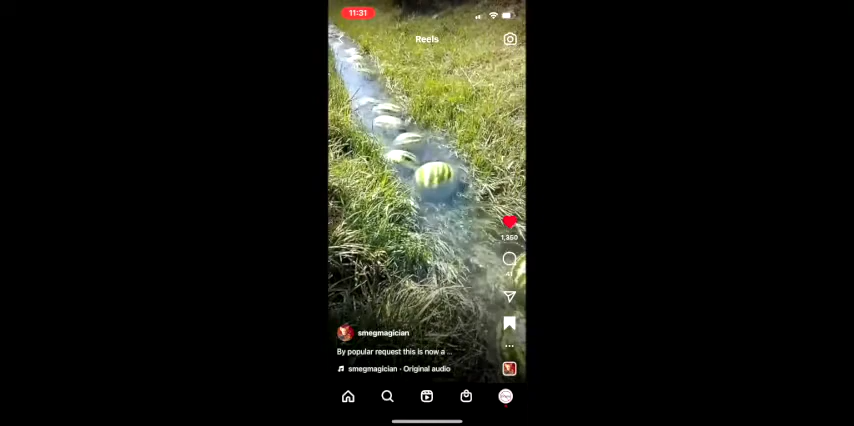 11:31
Reels
1,350
smegmagician
By popular request this is now a ...
smegmagician · Original audio